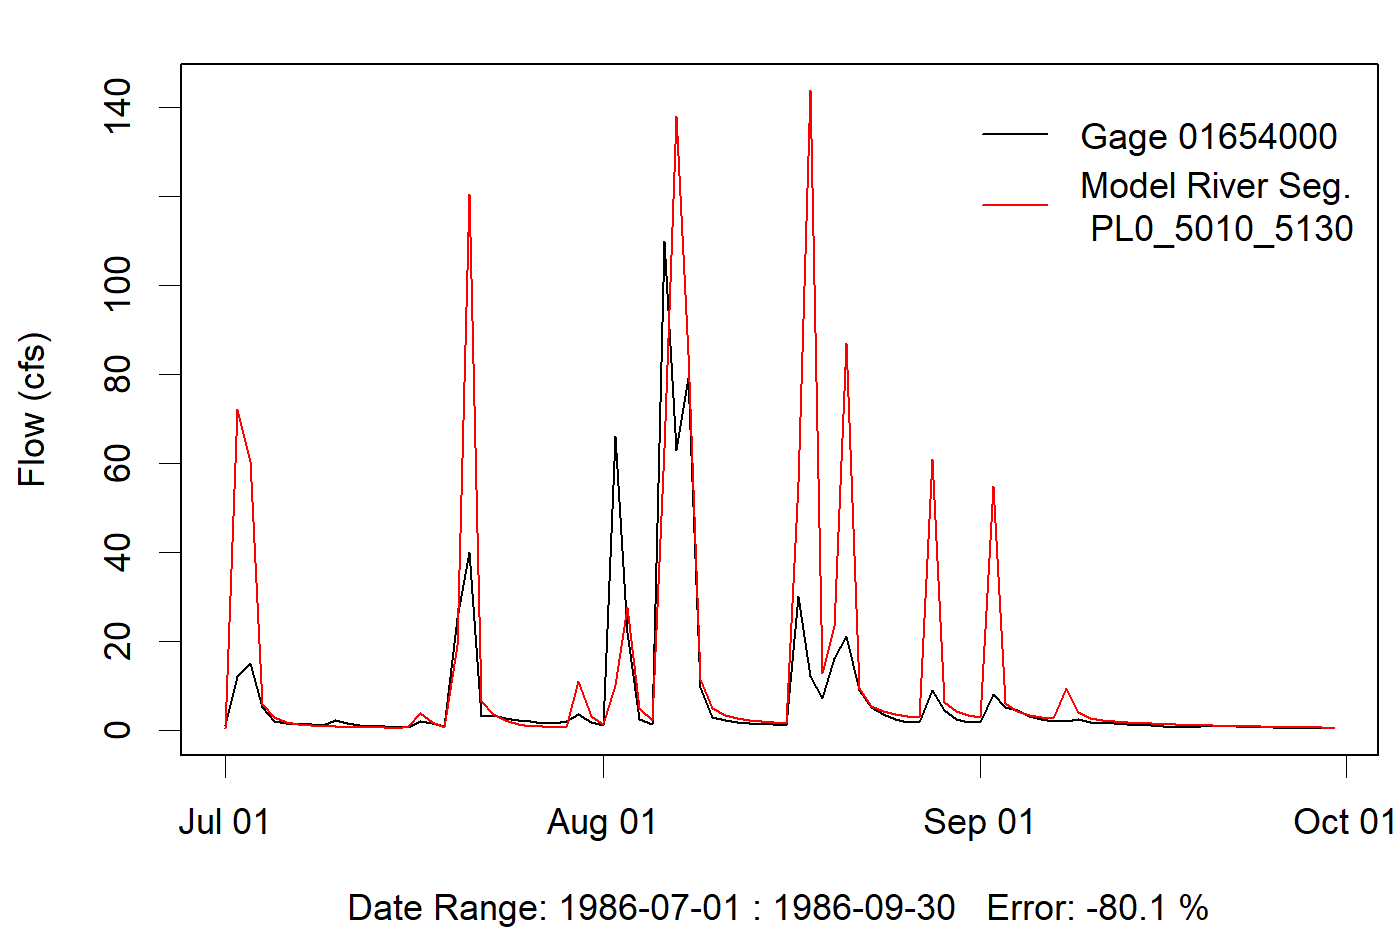 140
100
80
60
40
20
0
Flow (cfs)
Gage 01654000
Model River Seg.
PL0_5010_5130
Jul 01 Aug 01 Sep 01 Oct 01
Date Range: 1986-07-01 : 1986-09-30 Error: -80.1 %